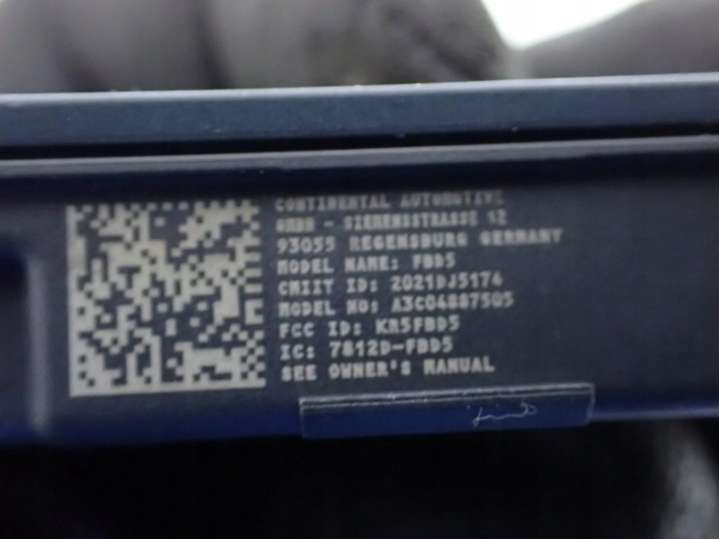 CONTINENTAL AUTOMOTIVE
GMBH - SIEMENSSTRASSE 12
93055 REGENSBURG GERMANY
MODEL NAME: FBD5
CMIIT ID: 2021DJ5174
MODEL NO: A3C04887505
FCC ID: KR5FBD5
IC: 7812D-FBD5
SEE OWNER'S MANUAL